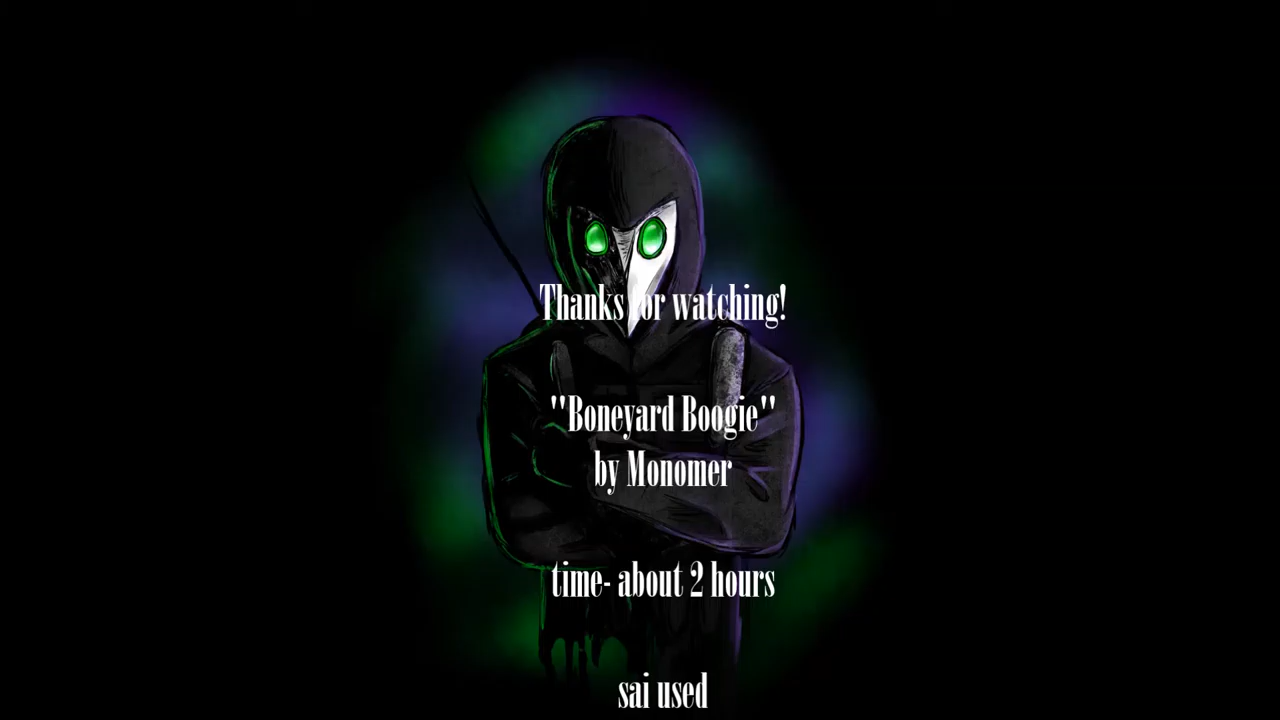 Thanks for watching!
"Boneyard Boogie"
by Monomer
time- about 2 hours
sai used